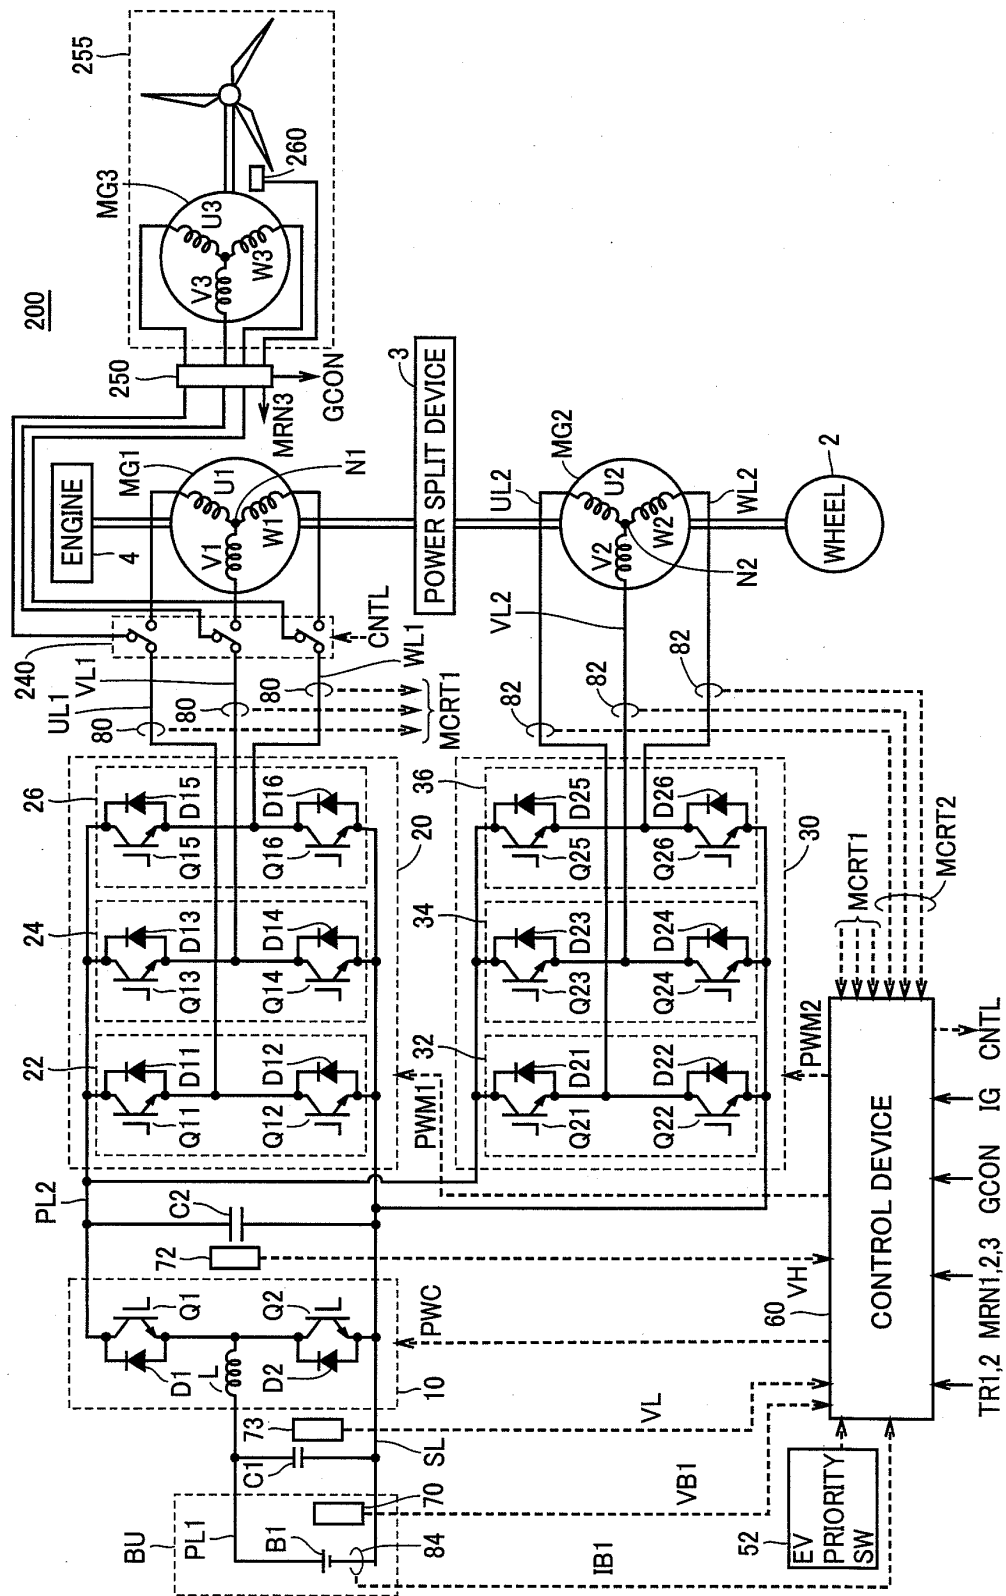 200
255
MG3
U3
V3
W3
260
250
MRN3
GCON
ENGINE
4
MG1
U1
V1
W1
N1
3
POWER SPLIT DEVICE
MG2
U2
V2
W2
N2
UL2
VL2
WL2
2
WHEEL
240
CNTL
UL1
VL1
WL1
80
80
80
MCRT1
82
82
82
26
24
22
20
D15
Q15
D16
Q16
D13
Q13
D14
Q14
D11
Q11
D12
Q12
PWM1
36
34
32
30
D25
Q25
D26
Q26
D23
Q23
D24
Q24
D21
Q21
D22
Q22
PWM2
MCRT1
MCRT2
PL2
C2
72
Q1
D1
Q2
D2
L
10
PWC
VH
60
CONTROL DEVICE
CNTL
IG
GCON
MRN1,2,3
TR1,2
73
C1
SL
VL
BU
PL1
B1
70
84
VB1
IB1
52
EV
PRIORITY
SW